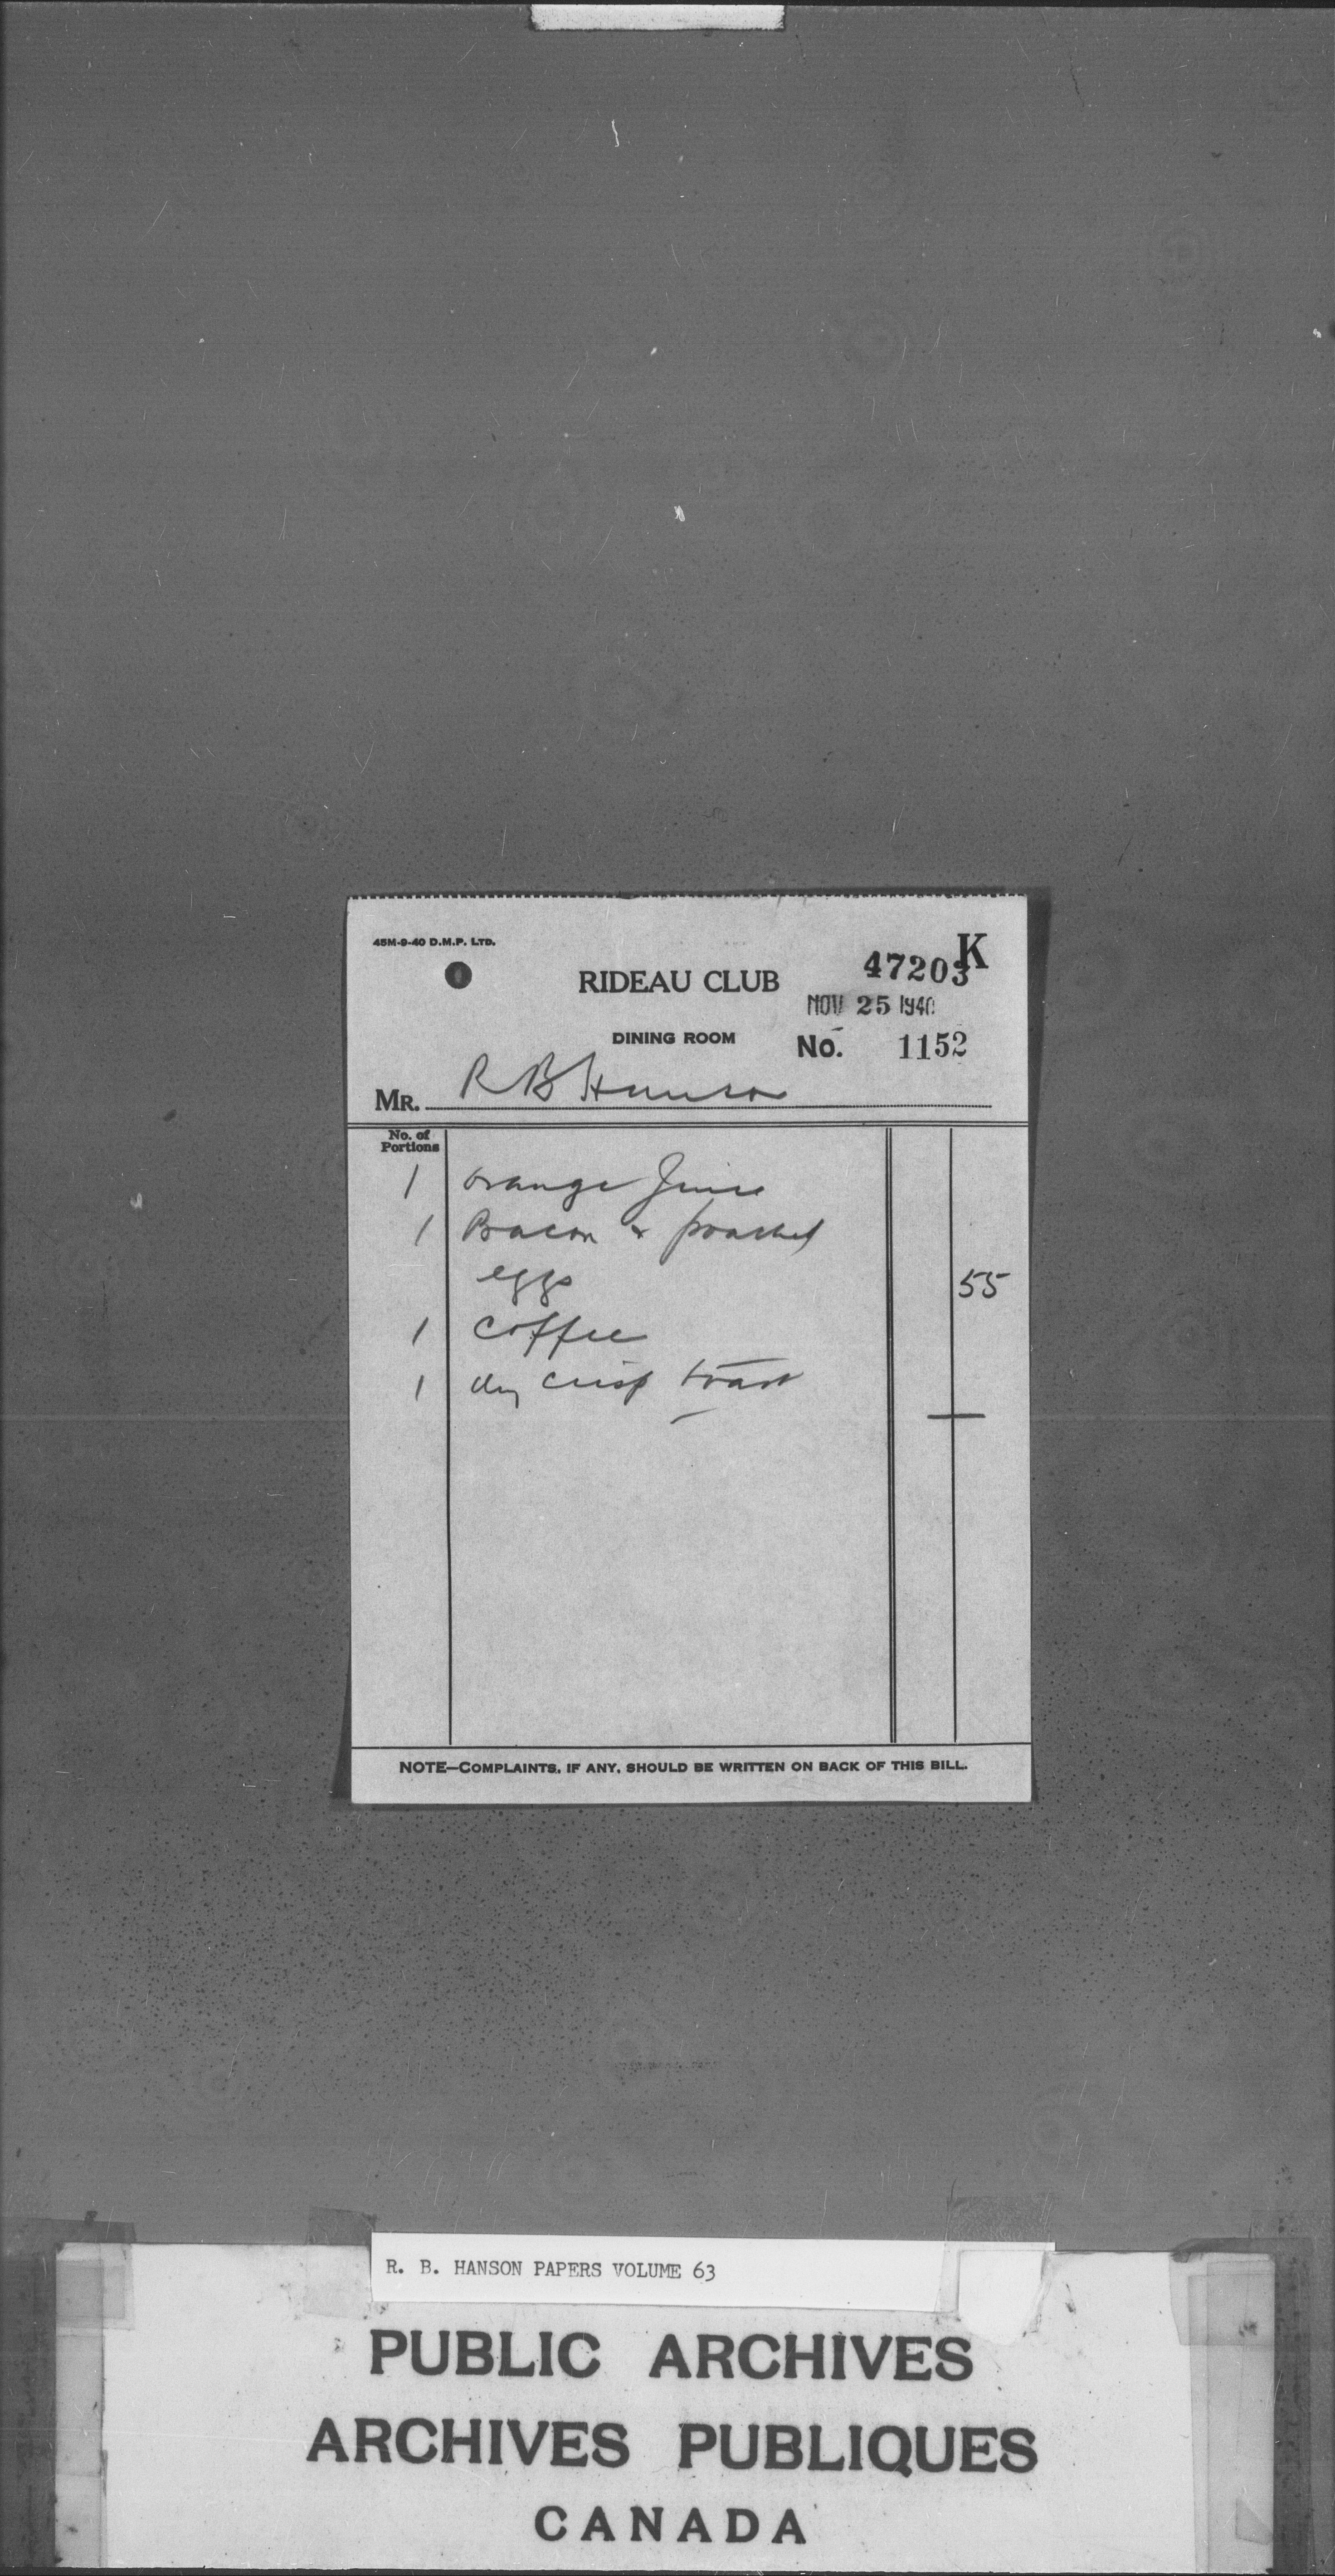 45M-9-40 D.M.P. LTD.
K
47203
RIDEAU CLUB
NOV 25 1940
DINING ROOM No. 1152
MR. R B Hanson
No. of
Portions
1 Orange Juice
1 Bacon & poached
eggs 55
1 Coffee
1 dry crisp toast
NOTE—COMPLAINTS, IF ANY, SHOULD BE WRITTEN ON BACK OF THIS BILL.
R. B. HANSON PAPERS VOLUME 63
PUBLIC ARCHIVES
ARCHIVES PUBLIQUES
CANADA